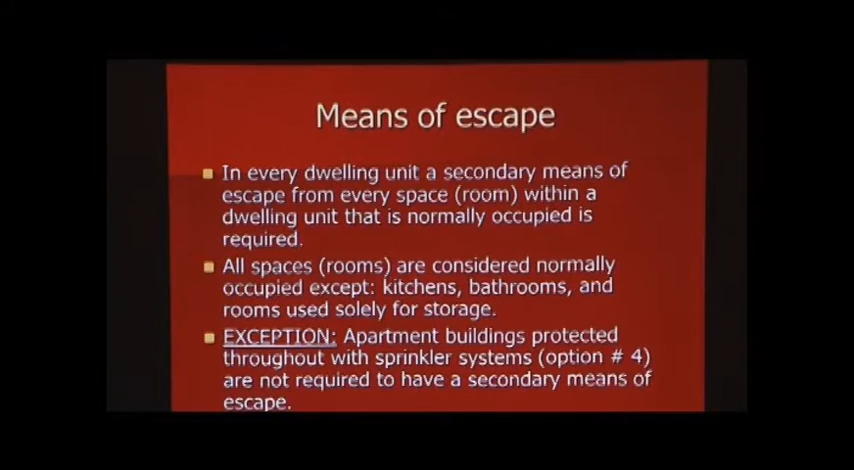 Means of escape
In every dwelling unit a secondary means of
escape from every space (room) within a
dwelling unit that is normally occupied is
required.
All spaces (rooms) are considered normally
occupied except: kitchens, bathrooms, and
rooms used solely for storage.
EXCEPTION: Apartment buildings protected
throughout with sprinkler systems (option # 4)
are not required to have a secondary means of
escape.